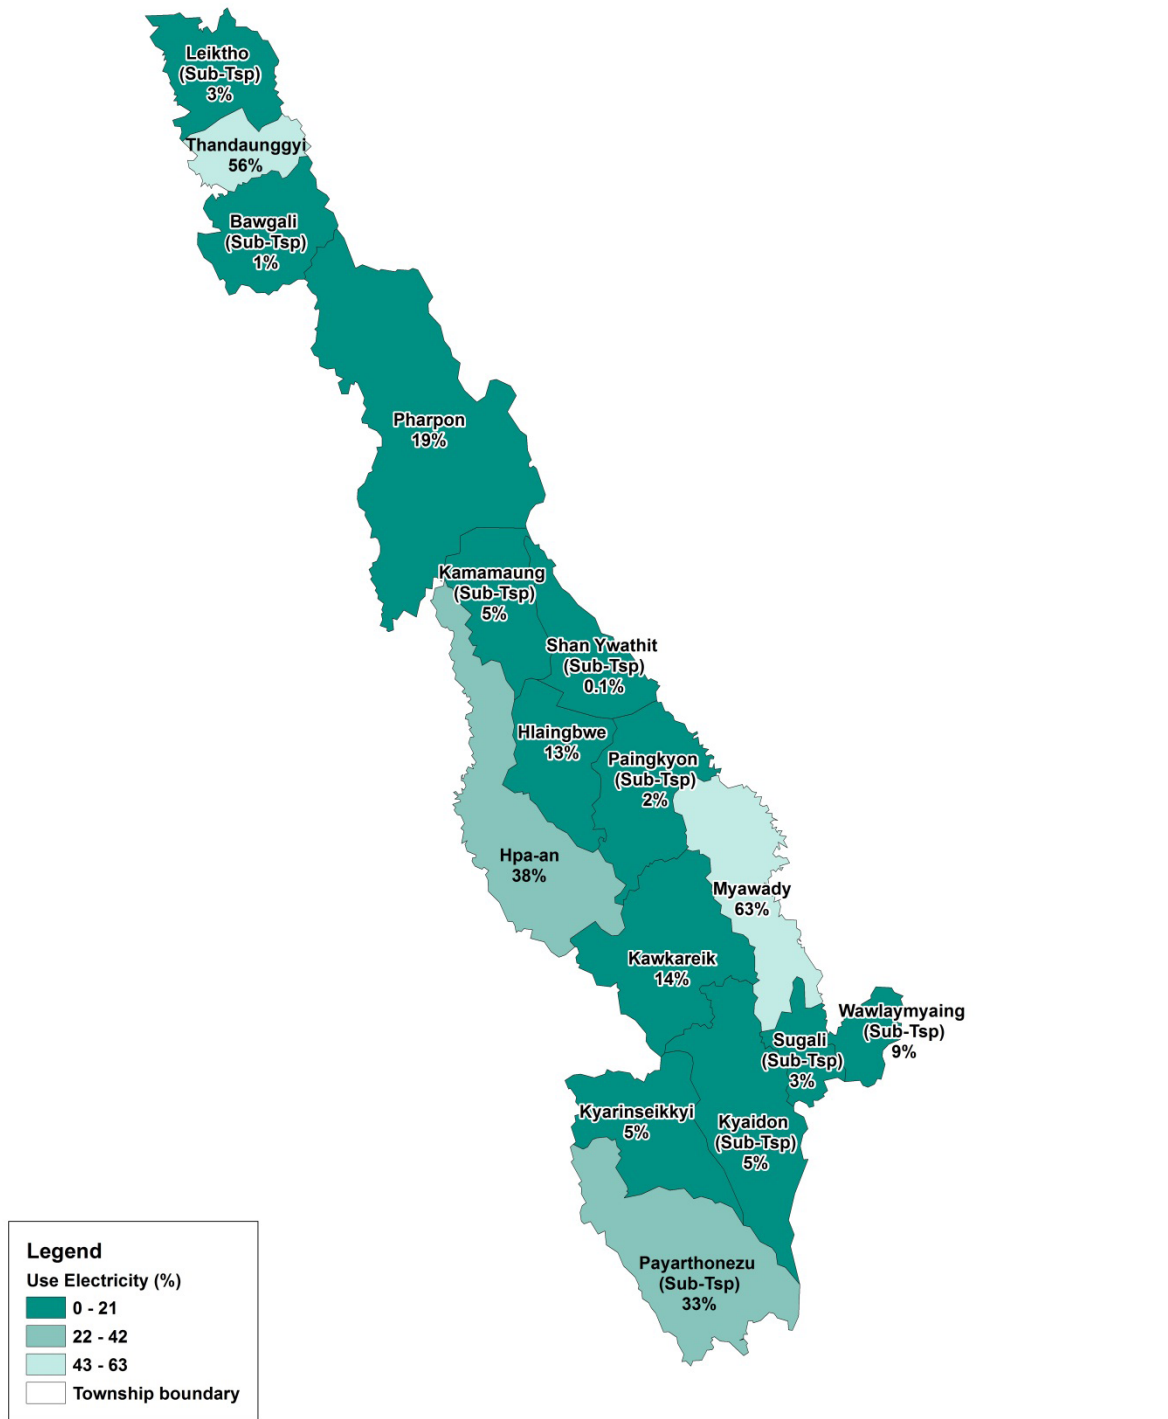 Leiktho
(Sub-Tsp)
3%
Thandaunggyi
56%
Bawgali
(Sub-Tsp)
1%
Pharpon
19%
Kamamaung
(Sub-Tsp)
5%
Shan Ywathit
(Sub-Tsp)
0.1%
Hlaingbwe
13%
Paingkyon
(Sub-Tsp)
2%
Hpa-an
38%
Myawady
63%
Kawkareik
14%
Wawlaymyaing
(Sub-Tsp)
9%
Sugali
(Sub-Tsp)
3%
Kyarinseikkyi
5%
Kyaidon
(Sub-Tsp)
5%
Payarthonezu
(Sub-Tsp)
33%
Legend
Use Electricity (%)
0 - 21
22 - 42
43 - 63
Township boundary